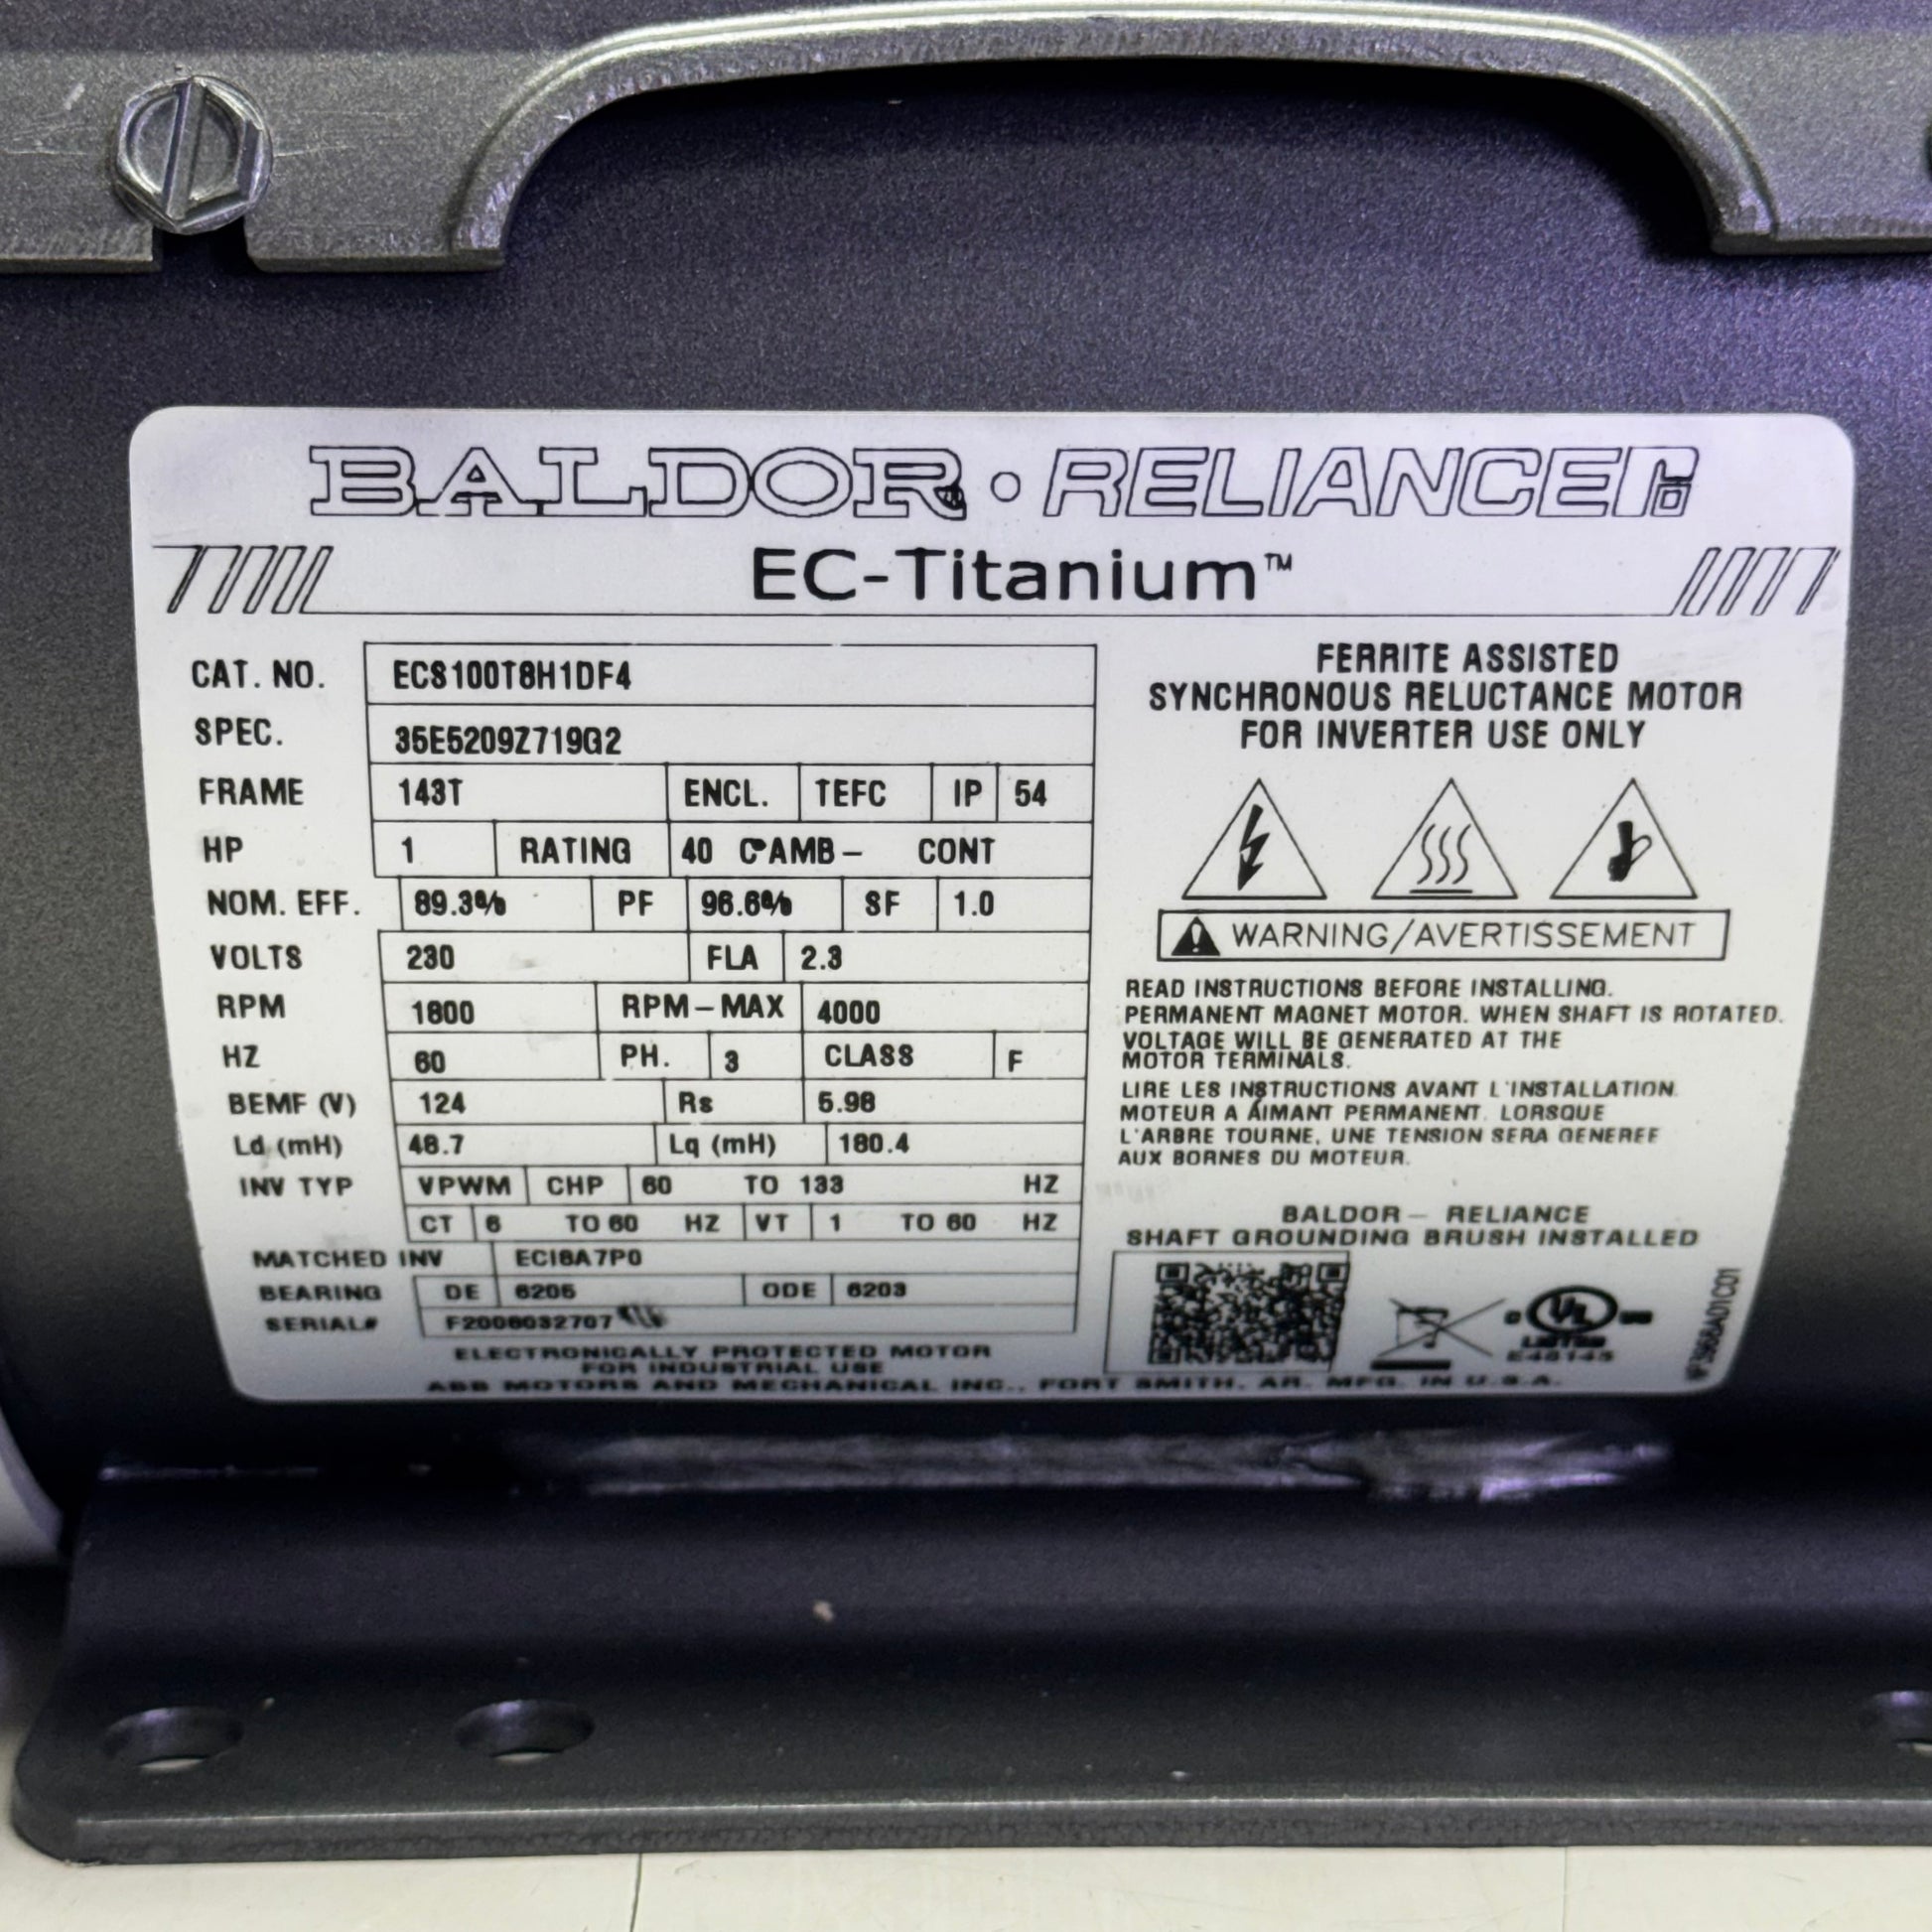 BALDOR • RELIANCE
EC-Titanium™
CAT. NO. ECS100T8H1DF4
SPEC. 35E5209Z719G2
FRAME 143T ENCL. TEFC IP 54
HP 1 RATING 40 C AMB - CONT
NOM. EFF. 89.3% PF 96.6% SF 1.0
VOLTS 230 FLA 2.3
RPM 1800 RPM-MAX 4000
HZ 60 PH. 3 CLASS F
BEMF (V) 124 Rs 5.98
Ld (mH) 48.7 Lq (mH) 180.4
INV TYP VPWM CHP 60 TO 133 HZ
CT 6 TO 60 HZ VT 1 TO 60 HZ
MATCHED INV ECI8A7P0
BEARING DE 6205 ODE 6203
SERIAL# F2006032707
ELECTRONICALLY PROTECTED MOTOR
FOR INDUSTRIAL USE
ABB MOTORS AND MECHANICAL INC., FORT SMITH, AR. MFG. IN U.S.A.
FERRITE ASSISTED
SYNCHRONOUS RELUCTANCE MOTOR
FOR INVERTER USE ONLY
WARNING/AVERTISSEMENT
READ INSTRUCTIONS BEFORE INSTALLING.
PERMANENT MAGNET MOTOR. WHEN SHAFT IS ROTATED.
VOLTAGE WILL BE GENERATED AT THE
MOTOR TERMINALS.
LIRE LES INSTRUCTIONS AVANT L'INSTALLATION.
MOTEUR A AIMANT PERMANENT. LORSQUE
L'ARBRE TOURNE, UNE TENSION SERA GENEREE
AUX BORNES DU MOTEUR.
BALDOR - RELIANCE
SHAFT GROUNDING BRUSH INSTALLED
C UL US
LISTED
E46145